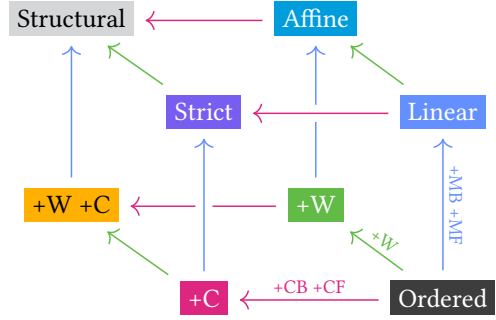 Structural
Affine
Strict
Linear
+MB +MF
+W +C
+W
+W
+C
+CB +CF
Ordered